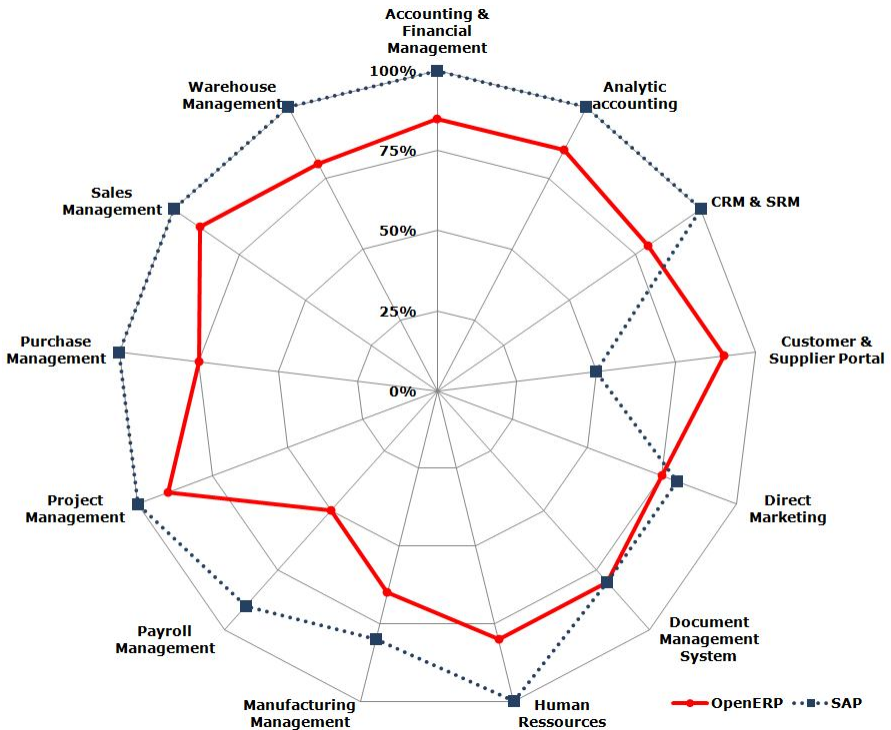 Accounting &
Financial
Management
100%
Warehouse
Management
Analytic
accounting
75%
Sales
Management
CRM & SRM
50%
25%
Purchase
Management
Customer &
Supplier Portal
0%
Project
Management
Direct
Marketing
Payroll
Management
Document
Management
System
Manufacturing
Management
Human
Ressources
OpenERP
SAP